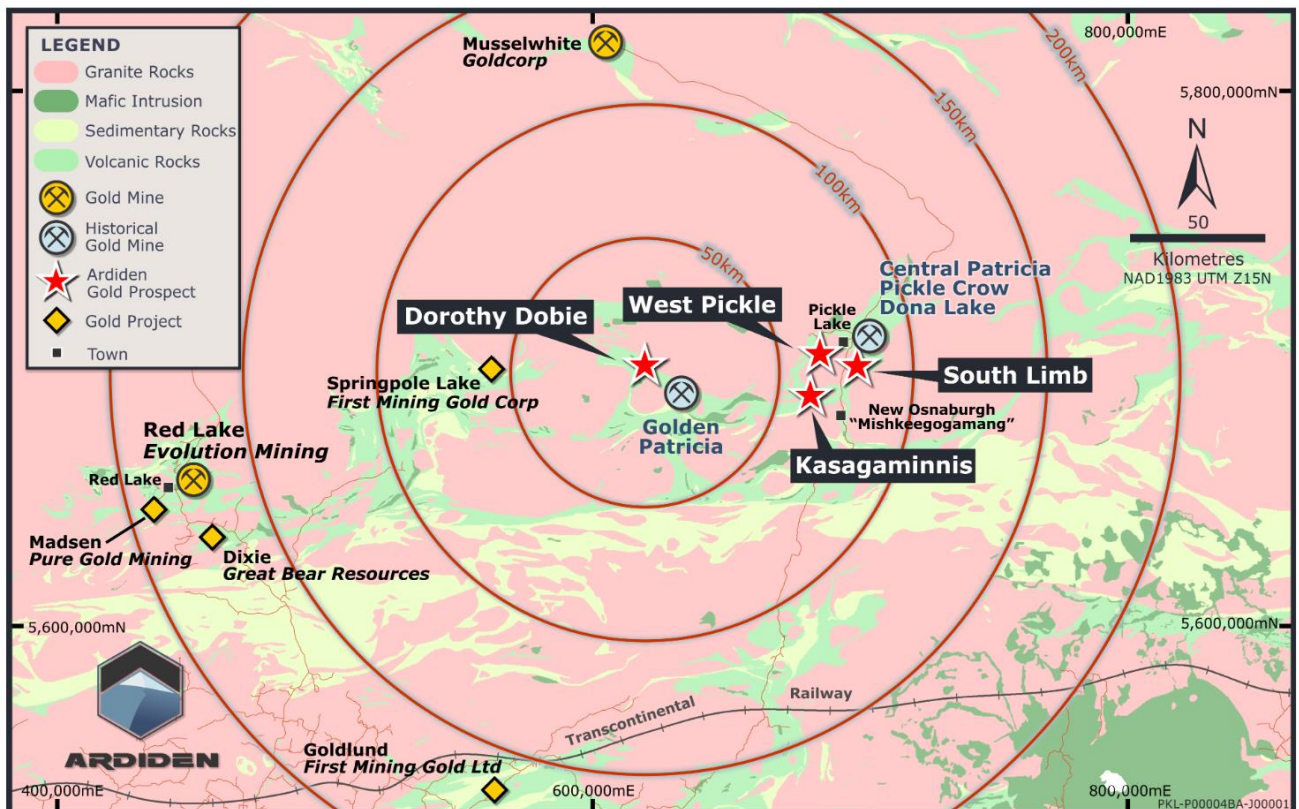 LEGEND
Granite Rocks
Mafic Intrusion
Sedimentary Rocks
Volcanic Rocks
Gold Mine
Historical
Gold Mine
Ardiden
Gold Prospect
Gold Project
Town
Musselwhite
Goldcorp
800,000mE
200km
5,800,000mN
150km
N
100km
50
Kilometres
NAD1983 UTM Z15N
50km
Central Patricia
Pickle Crow
Dona Lake
Dorothy Dobie
West Pickle
Pickle
Lake
Springpole Lake
First Mining Gold Corp
South Limb
Golden
Patricia
New Osnaburgh
"Mishkeegogamang"
Kasagaminnis
Red Lake
Evolution Mining
Red Lake
Madsen
Pure Gold Mining
Dixie
Great Bear Resources
5,600,000mN
5,600,000mN
ARDIDEN
Transcontinental
Railway
Goldlund
First Mining Gold Ltd
400,000mE
600,000mE
800,000mE
PKL-P00004BA-J00001